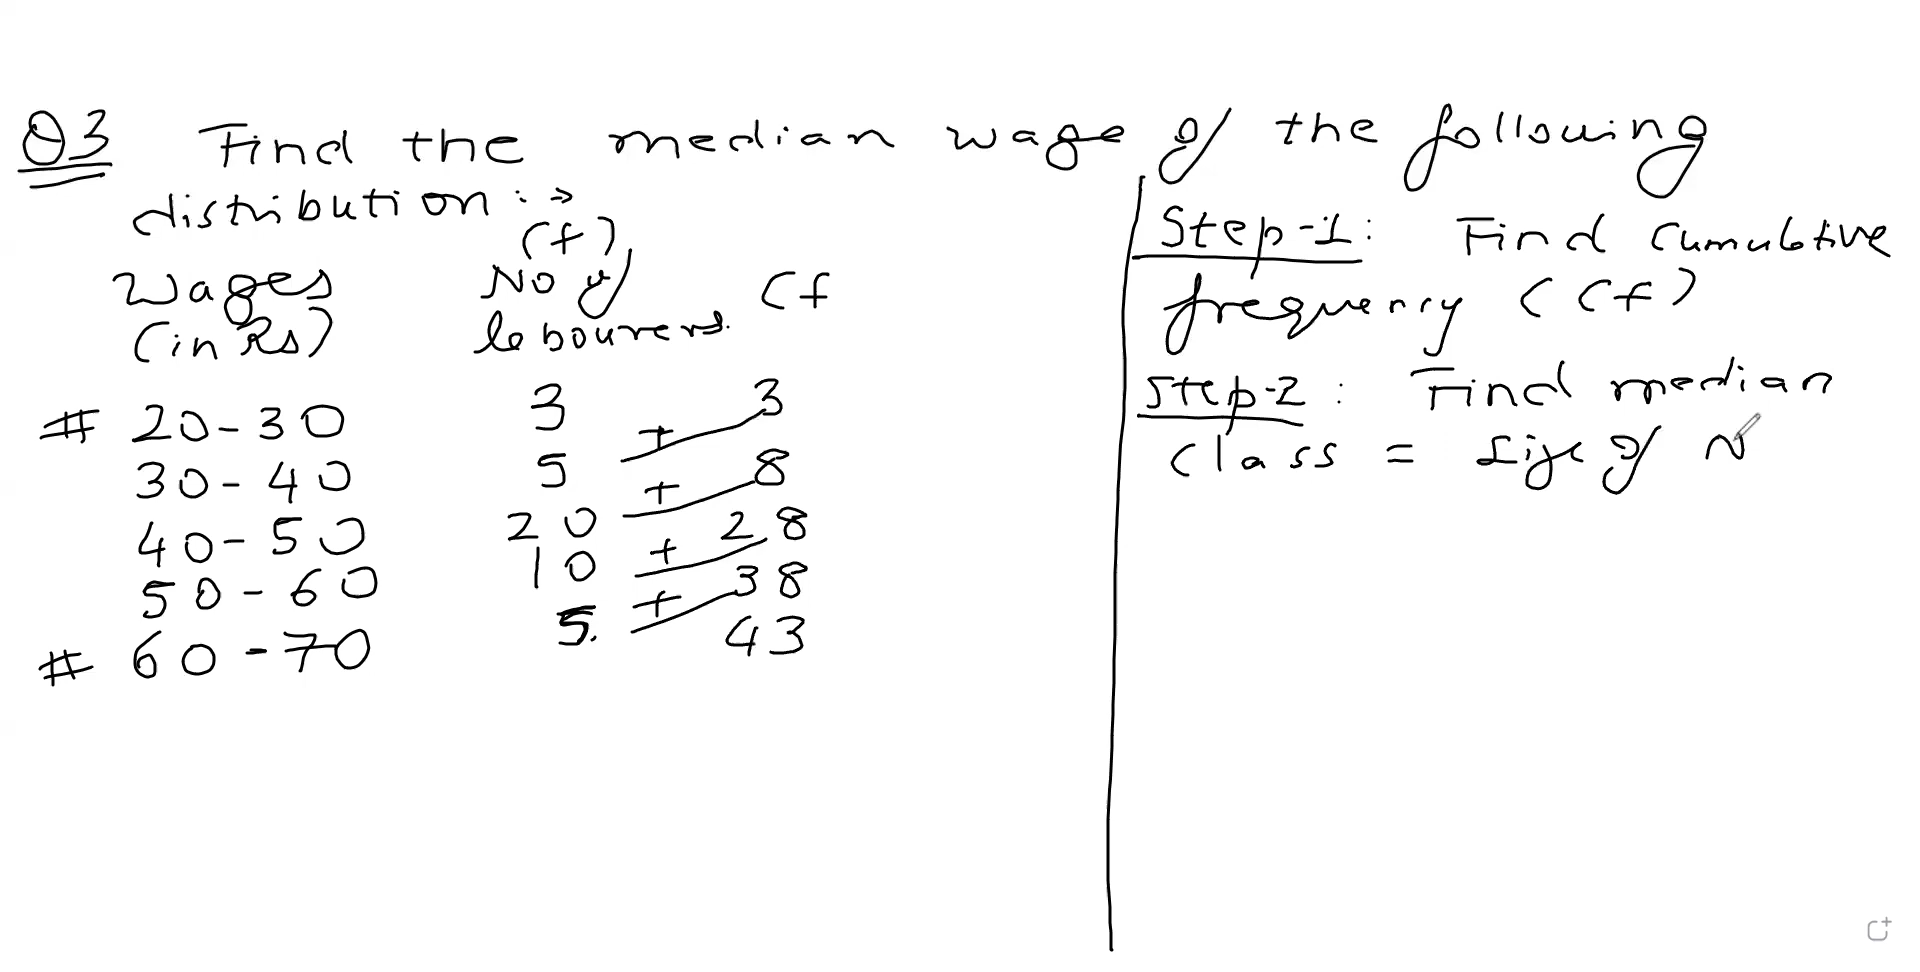 Q3 Find the median wage of the following
distribution :->
Wages (in Rs) (f) No of labourers. Cf
# 20-30 3 + 3
30-40 5 + 8
40-50 20 + 28
50-60 10 + 38
# 60-70 5. 43
Step-1: Find Cumulative
frequency (Cf)
Step-2: Find median
class = Size of N